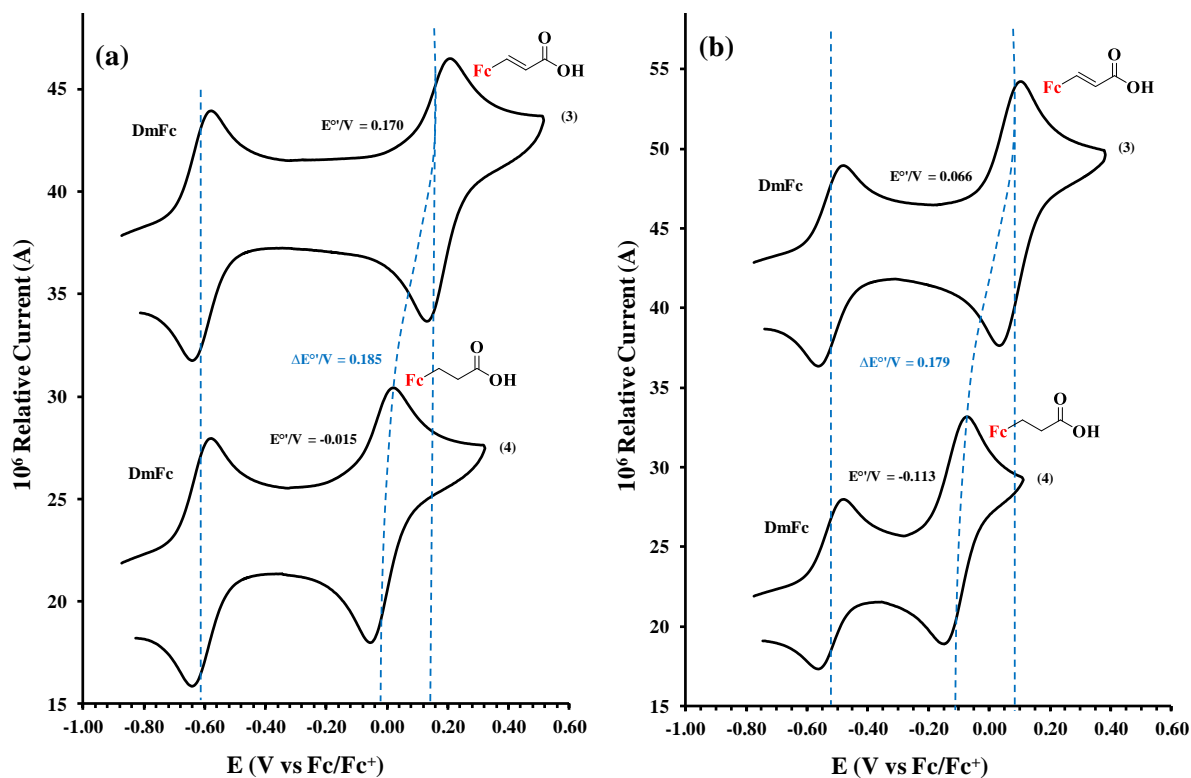 (a)
O
Fc
OH
DmFc
E°'/V = 0.170
(3)
ΔE°'/V = 0.185
O
Fc
OH
E°'/V = -0.015
(4)
DmFc
45
40
35
30
25
20
15
10⁶ Relative Current (A)
-1.00 -0.80 -0.60 -0.40 -0.20 0.00 0.20 0.40 0.60
E (V vs Fc/Fc⁺)
(b)
O
Fc
OH
DmFc
E°'/V = 0.066
(3)
ΔE°'/V = 0.179
O
Fc
OH
E°'/V = -0.113
(4)
DmFc
55
50
45
40
35
30
25
20
15
10⁶ Relative Current (A)
-1.00 -0.80 -0.60 -0.40 -0.20 0.00 0.20 0.40 0.60
E (V vs Fc/Fc⁺)